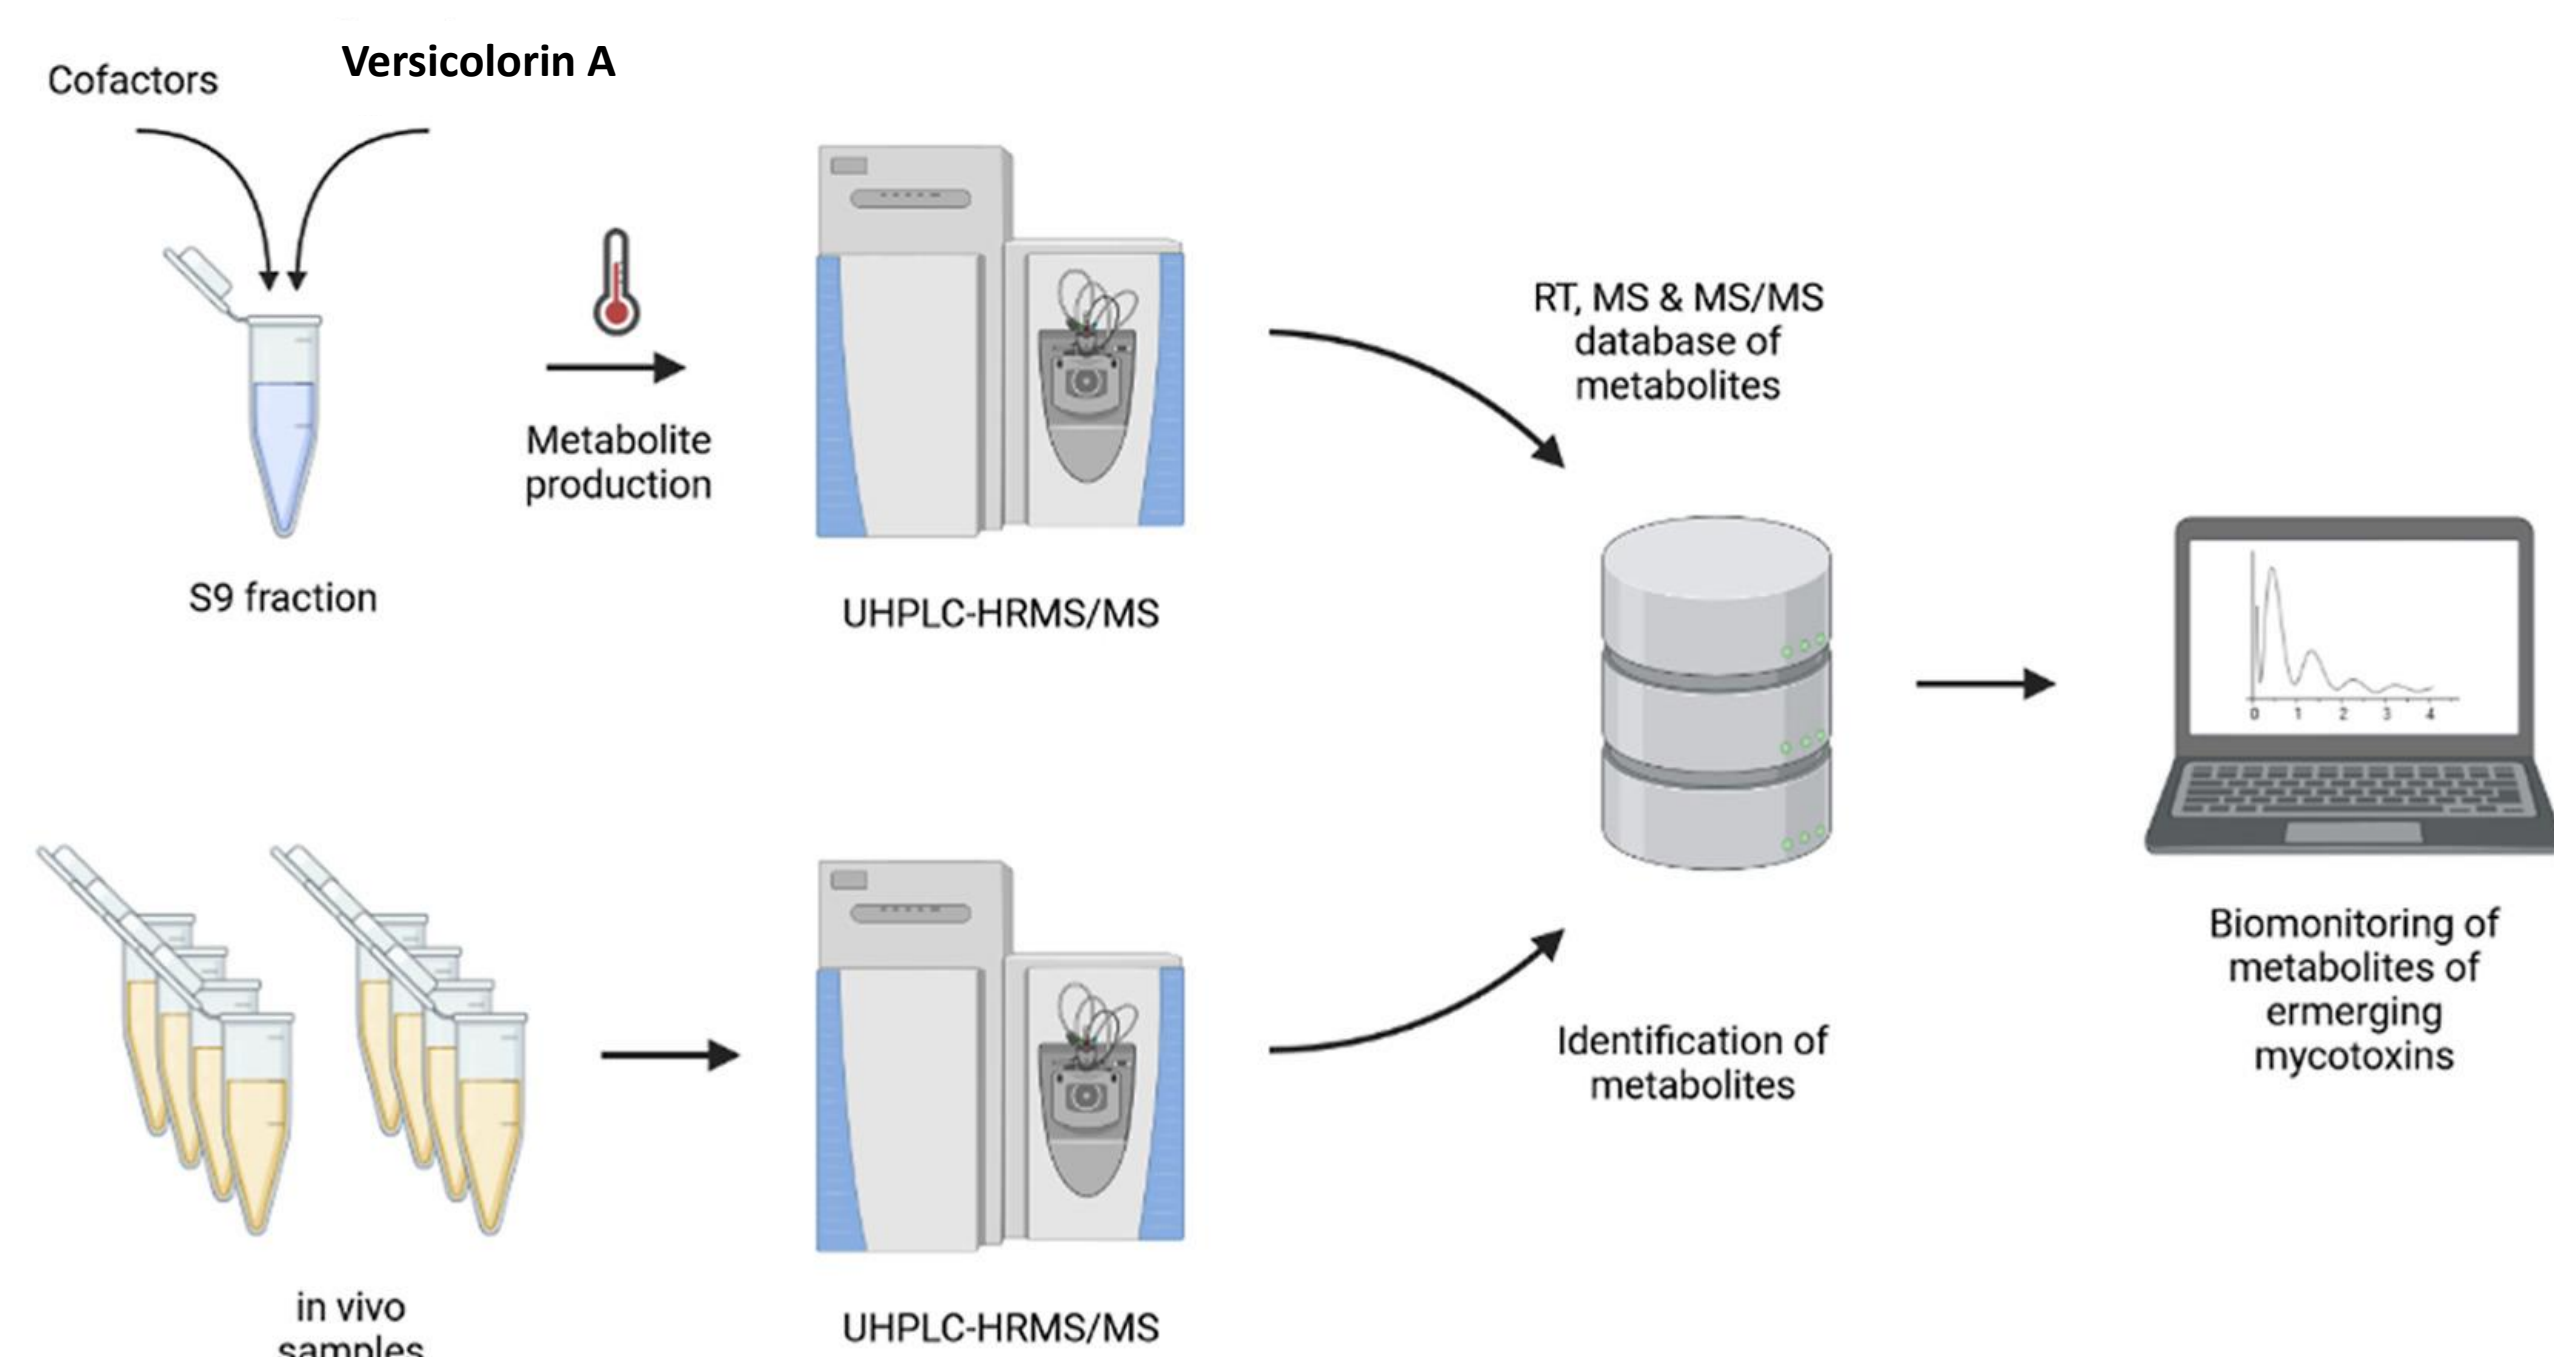 Cofactors
Versicolorin A
Metabolite
production
S9 fraction
UHPLC-HRMS/MS
RT, MS & MS/MS
database of
metabolites
0 1 2 3 4
Biomonitoring of
metabolites of
ermerging
mycotoxins
Identification of
metabolites
in vivo
samples
UHPLC-HRMS/MS